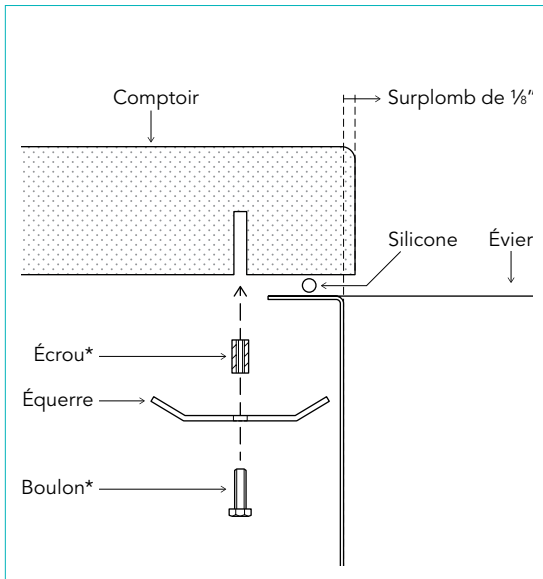 Comptoir
Surplomb de ⅛"
Silicone
Évier
Écrou*
Équerre
Boulon*